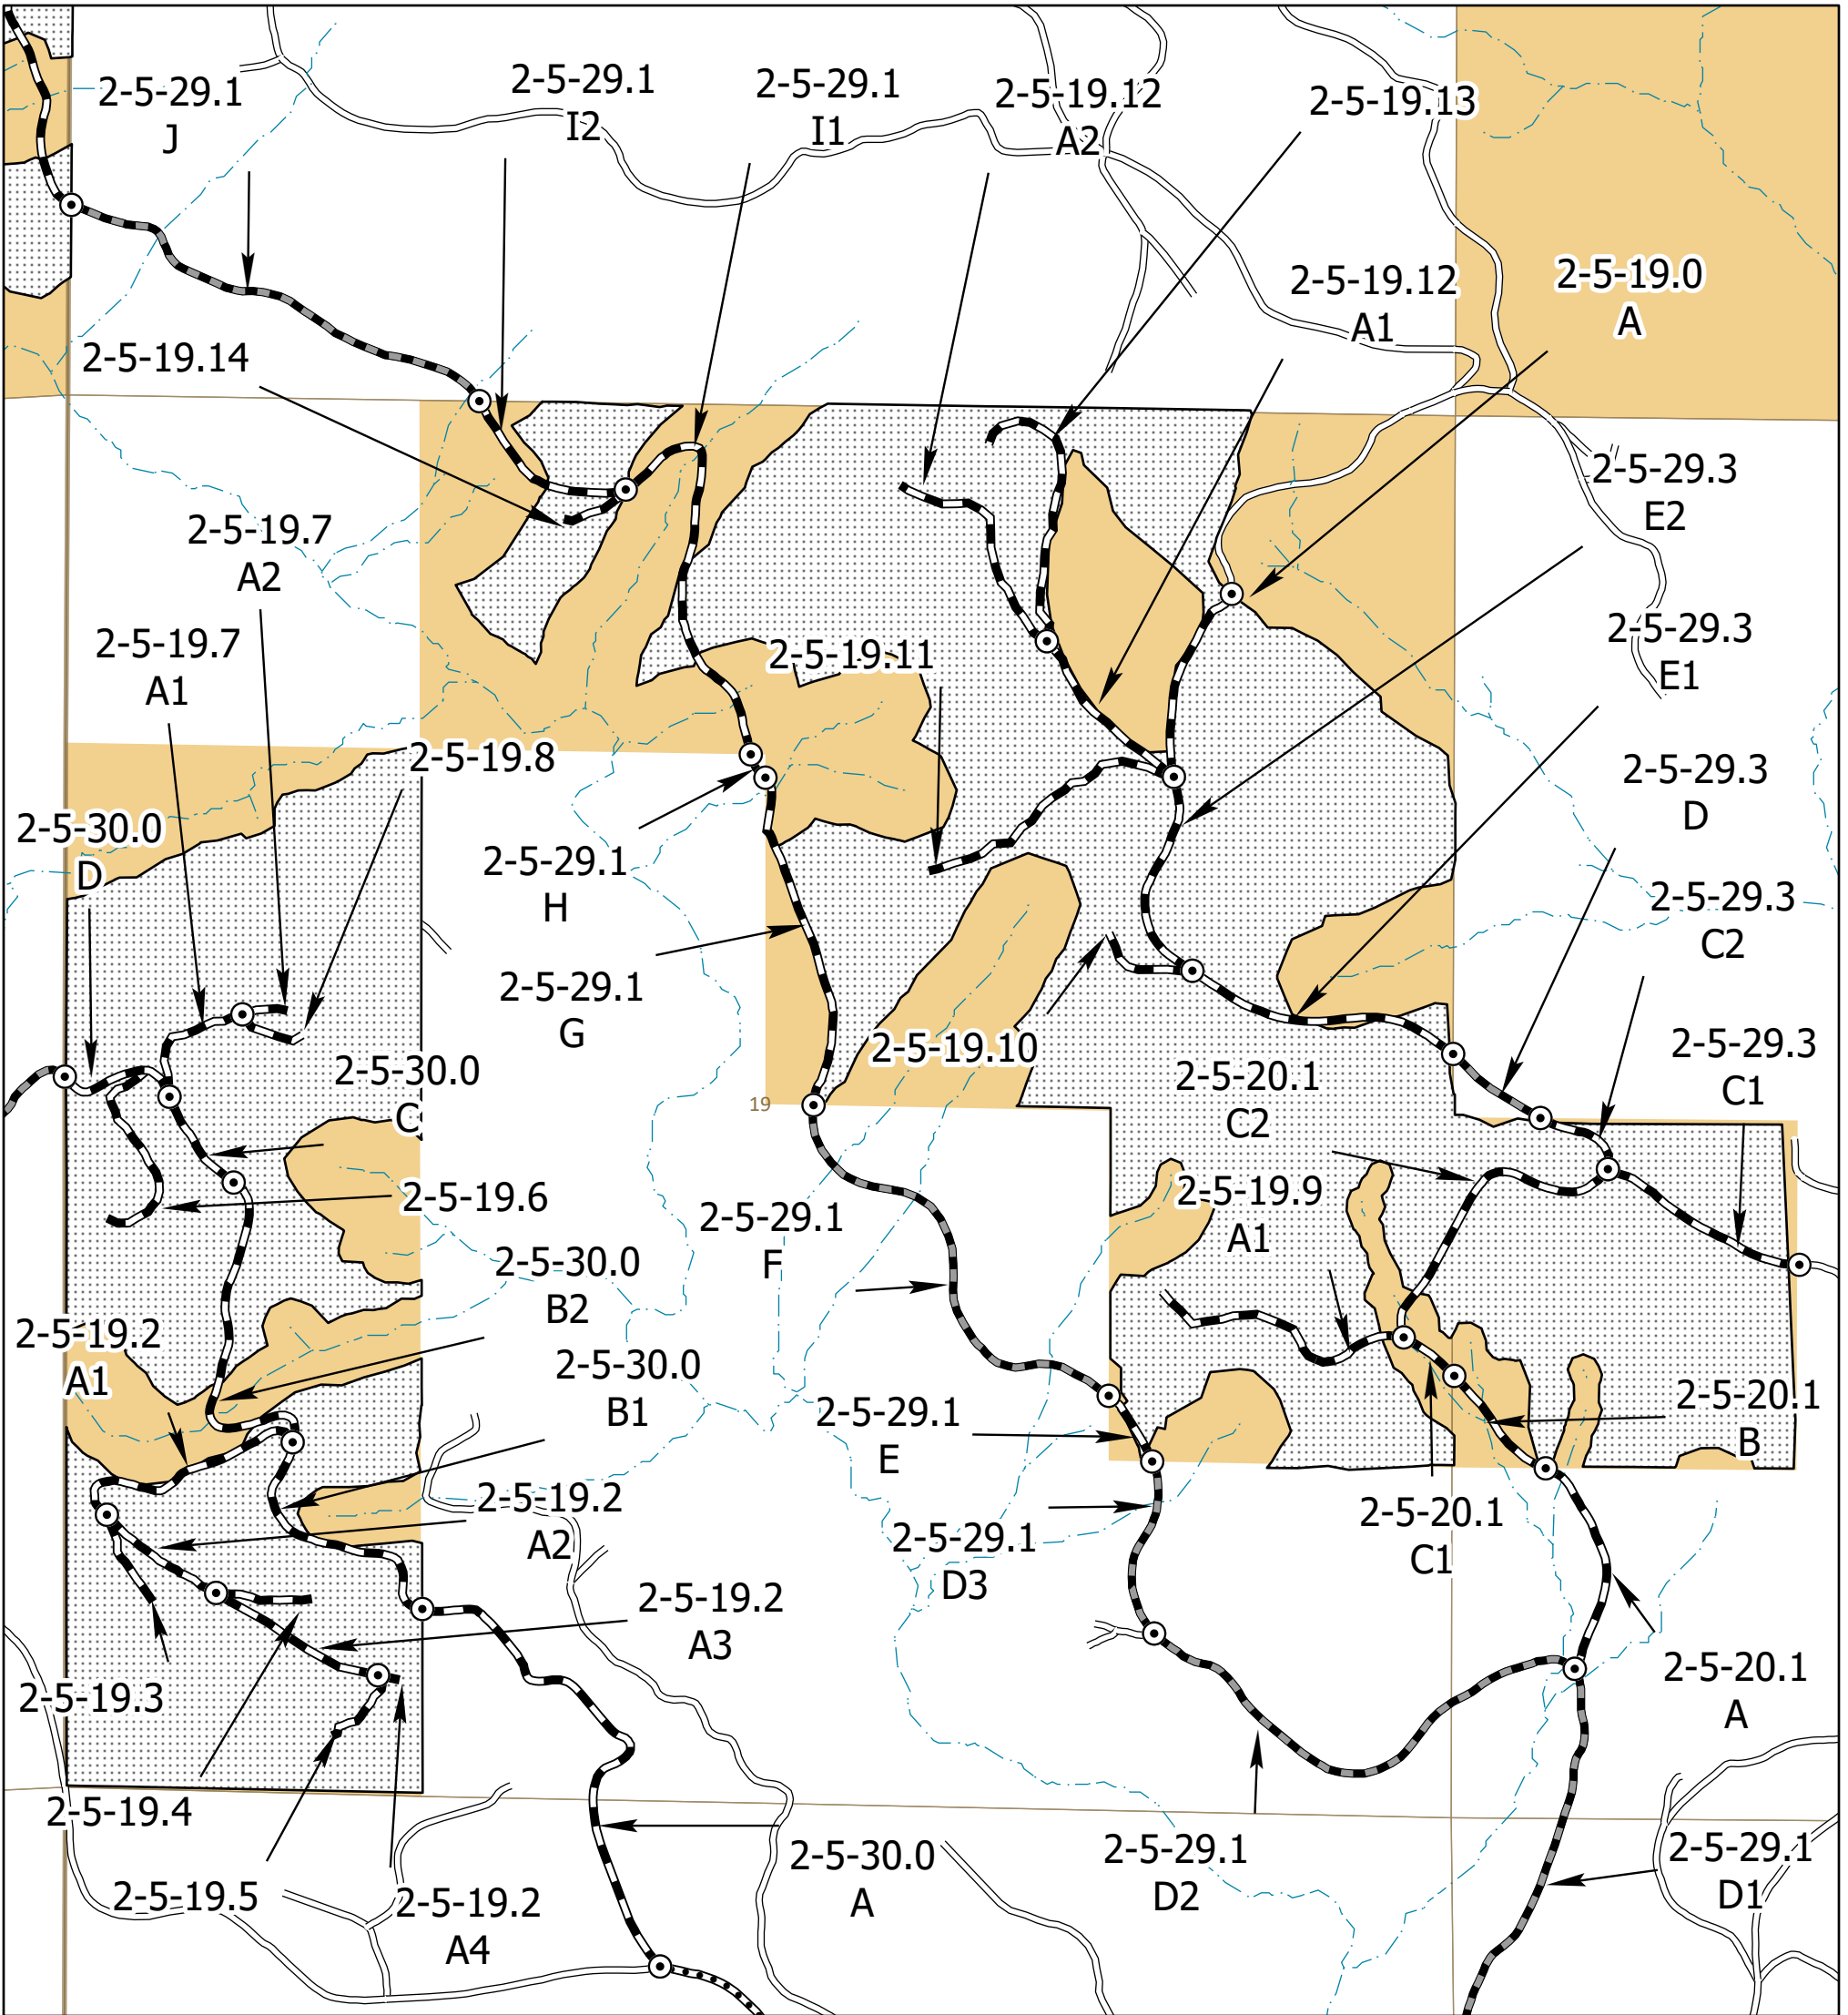 2-5-29.1
J
2-5-29.1
I2
2-5-29.1
I1
2-5-19.12
A2
2-5-19.13
2-5-19.12
A1
2-5-19.0
A
2-5-19.14
2-5-29.3
E2
2-5-19.7
A2
2-5-19.7
A1
2-5-19.11
2-5-29.3
E1
2-5-19.8
2-5-29.3
D
2-5-30.0
D
2-5-29.1
H
2-5-29.3
C2
2-5-29.1
G
2-5-19.10
2-5-29.3
C1
2-5-30.0
C
2-5-20.1
C2
19
2-5-19.6
2-5-19.9
A1
2-5-29.1
F
2-5-30.0
B2
2-5-19.2
A1
2-5-30.0
B1
2-5-29.1
E
2-5-20.1
B
2-5-19.2
A2
2-5-20.1
C1
2-5-29.1
D3
2-5-19.2
A3
2-5-19.3
2-5-20.1
A
2-5-19.4
2-5-30.0
A
2-5-29.1
D2
2-5-29.1
D1
2-5-19.5
2-5-19.2
A4